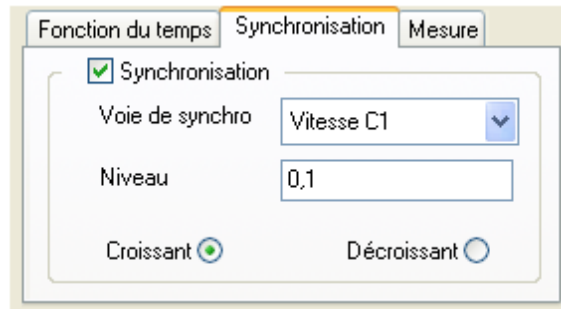 Fonction du temps Synchronisation Mesure
Synchronisation
Voie de synchro Vitesse C1
Niveau 0,1
Croissant Décroissant